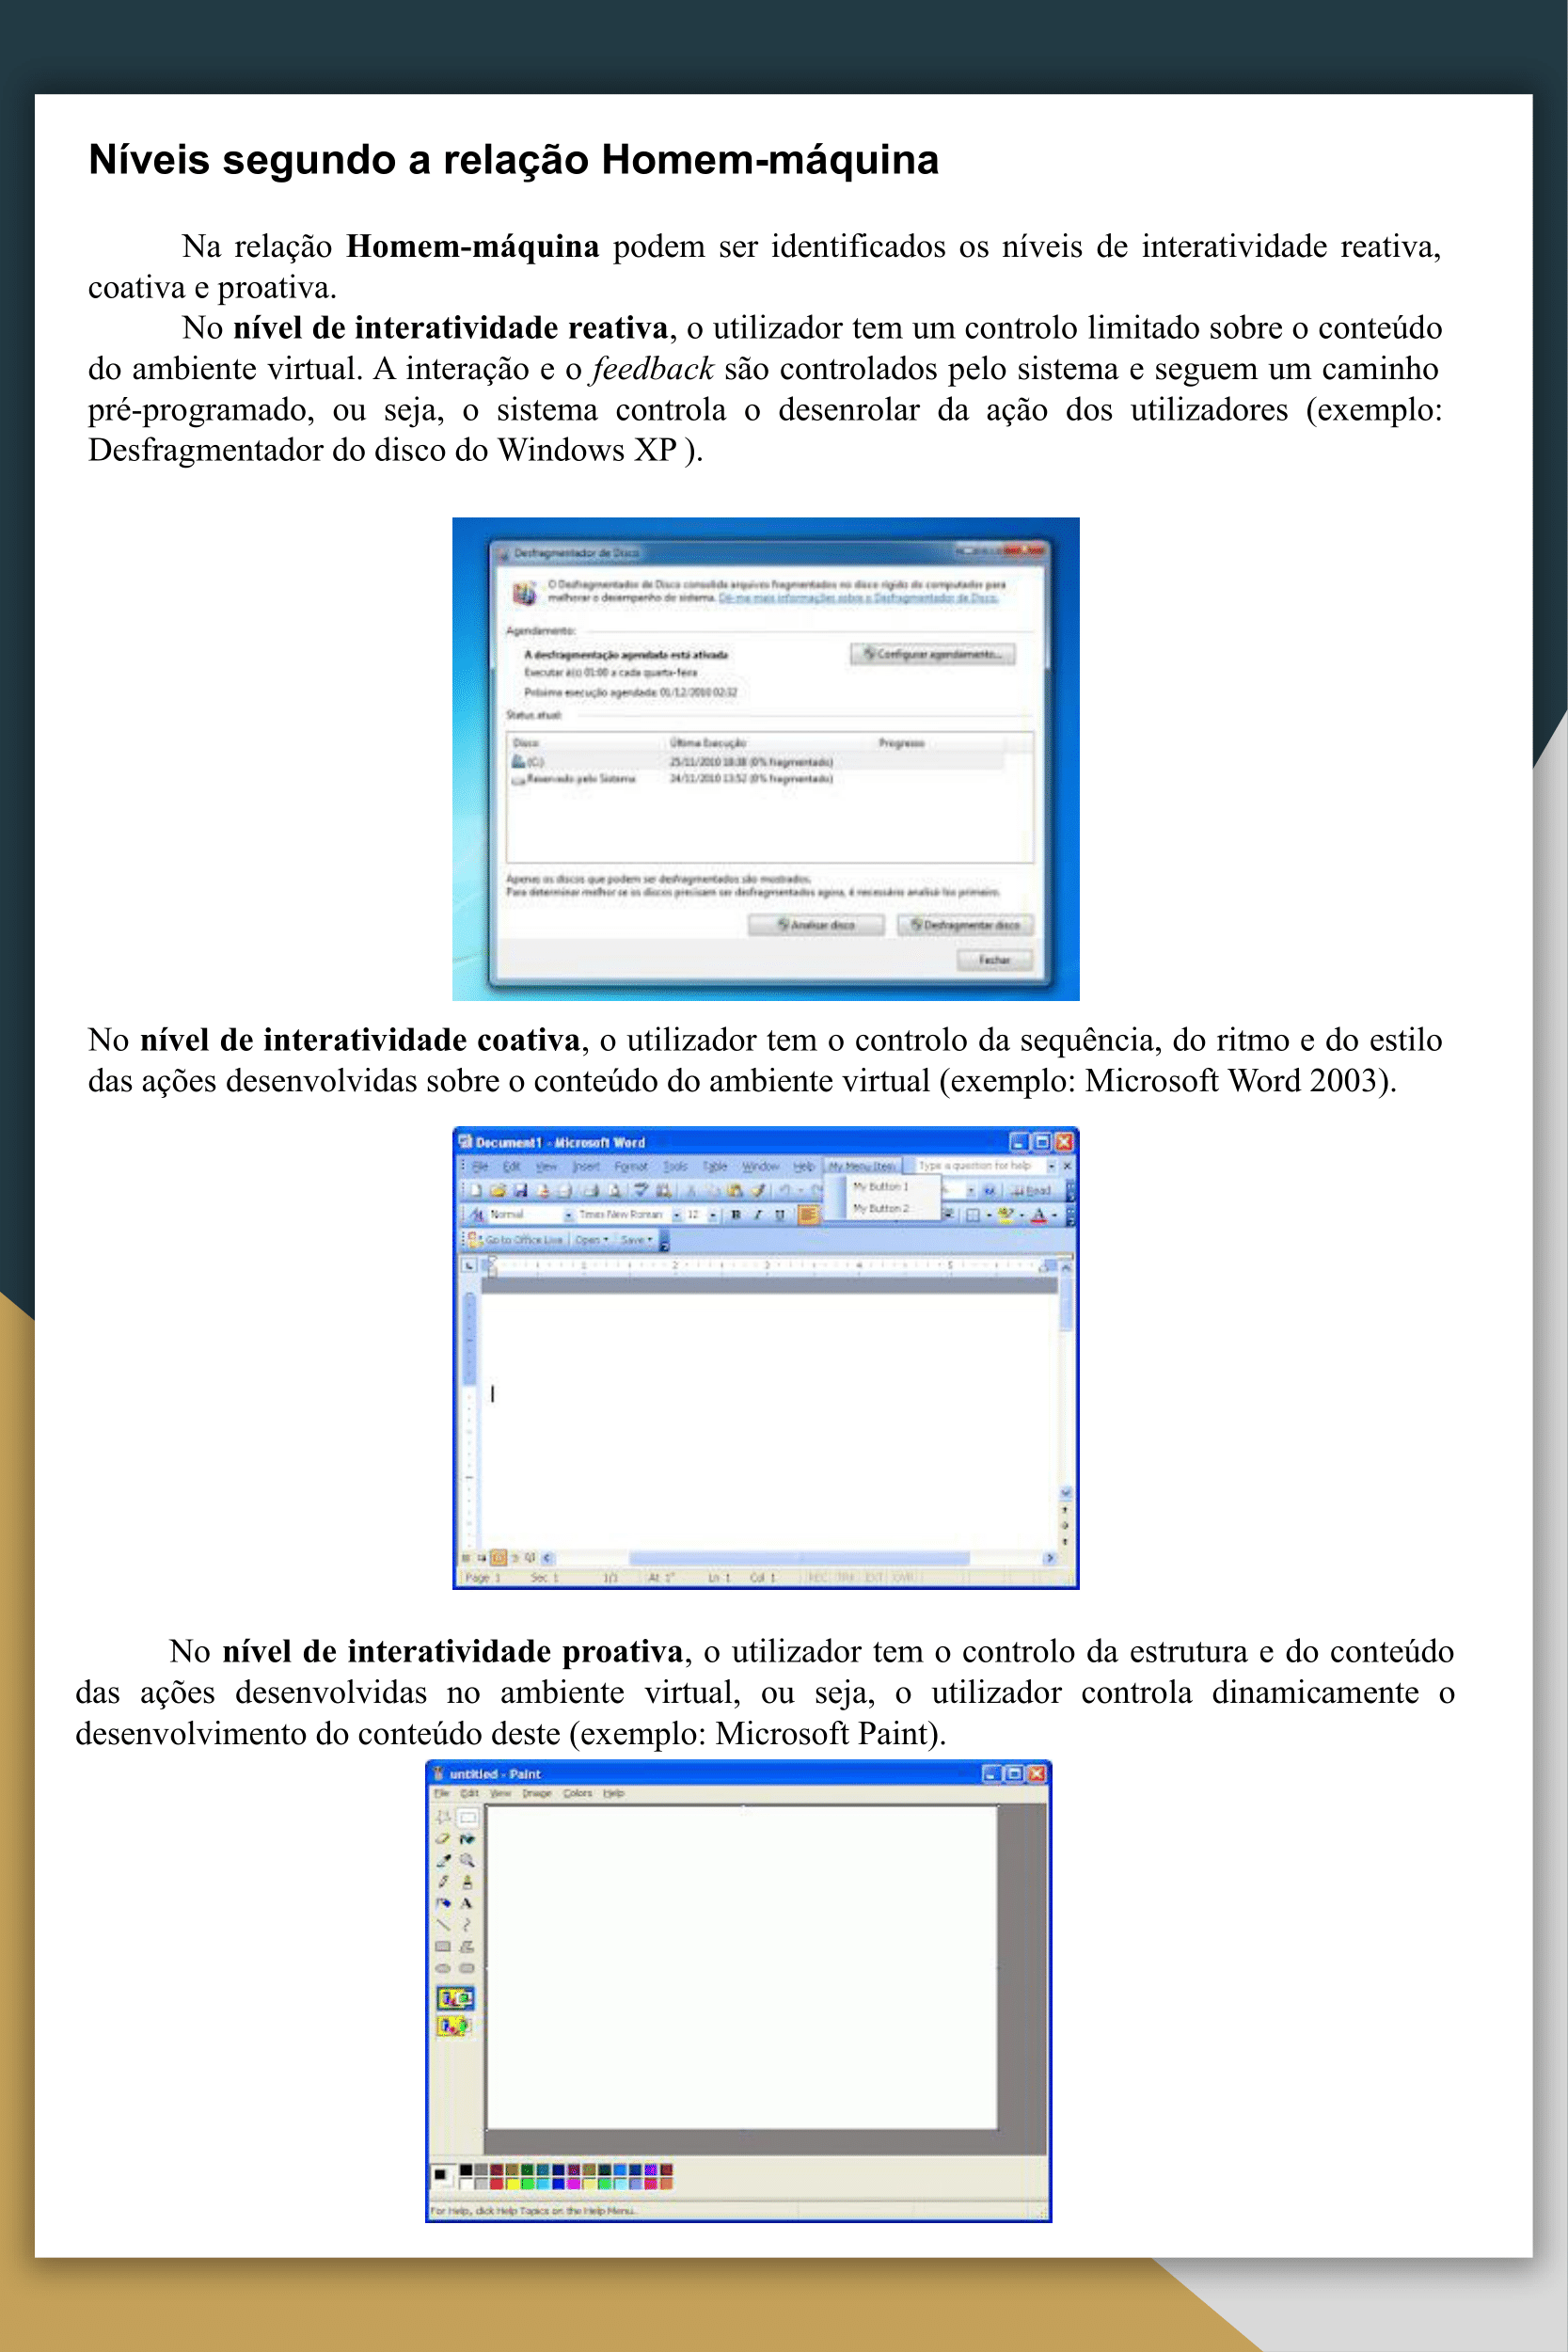 Níveis segundo a relação Homem-máquina
Na relação Homem-máquina podem ser identificados os níveis de interatividade reativa,
coativa e proativa.
No nível de interatividade reativa, o utilizador tem um controlo limitado sobre o conteúdo
do ambiente virtual. A interação e o feedback são controlados pelo sistema e seguem um caminho
pré-programado, ou seja, o sistema controla o desenrolar da ação dos utilizadores (exemplo:
Desfragmentador do disco do Windows XP ).
Desfragmentador de Disco
O Desfragmentador de Disco consolida arquivos fragmentados no disco rígido do computador para
melhorar o desempenho do sistema. Dê-me mais informações sobre o Desfragmentador de Disco.
Agendamento:
A desfragmentação agendada está ativada
Configurar agendamento...
Executar à(s) 01:00 a cada quarta-feira
Próxima execução agendada: 01/12/2010 02:32
Status atual:
Disco Última Execução Progresso
(C:) 25/11/2010 18:38 (0% fragmentado)
Reservado pelo Sistema 24/11/2010 13:52 (0% fragmentado)
Apenas os discos que podem ser desfragmentados são mostrados.
Para determinar melhor se os discos precisam ser desfragmentados agora, é necessário analisá-los primeiro.
Analisar disco Desfragmentar disco
Fechar
No nível de interatividade coativa, o utilizador tem o controlo da sequência, do ritmo e do estilo
das ações desenvolvidas sobre o conteúdo do ambiente virtual (exemplo: Microsoft Word 2003).
Document1 - Microsoft Word
File Edit View Insert Format Tools Table Window Help My Menu Item Type a question for help
My Button 1
Read
My Button 2
Normal Times New Roman 12 B I U
Go to Office Live Open Save
1 2 3 4 5
Page 1 Sec 1 1/1 At 1" Ln 1 Col 1 REC TRK EXT OVR
No nível de interatividade proativa, o utilizador tem o controlo da estrutura e do conteúdo
das ações desenvolvidas no ambiente virtual, ou seja, o utilizador controla dinamicamente o
desenvolvimento do conteúdo deste (exemplo: Microsoft Paint).
untitled - Paint
File Edit View Image Colors Help
A
For Help, click Help Topics on the Help Menu.